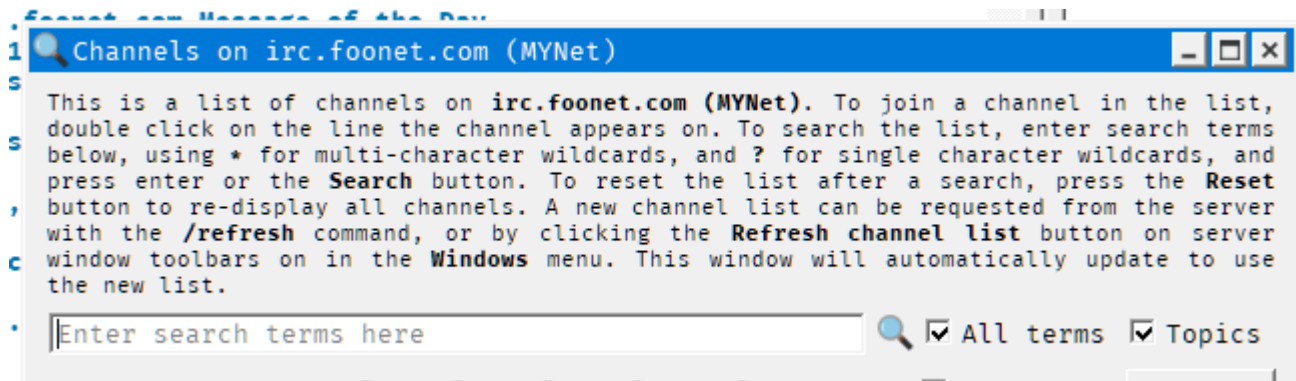 .foonet.com Message of the Day
Channels on irc.foonet.com (MYNet)
This is a list of channels on irc.foonet.com (MYNet). To join a channel in the list,
double click on the line the channel appears on. To search the list, enter search terms
below, using * for multi-character wildcards, and ? for single character wildcards, and
press enter or the Search button. To reset the list after a search, press the Reset
button to re-display all channels. A new channel list can be requested from the server
with the /refresh command, or by clicking the Refresh channel list button on server
window toolbars on in the Windows menu. This window will automatically update to use
the new list.
Enter search terms here All terms Topics